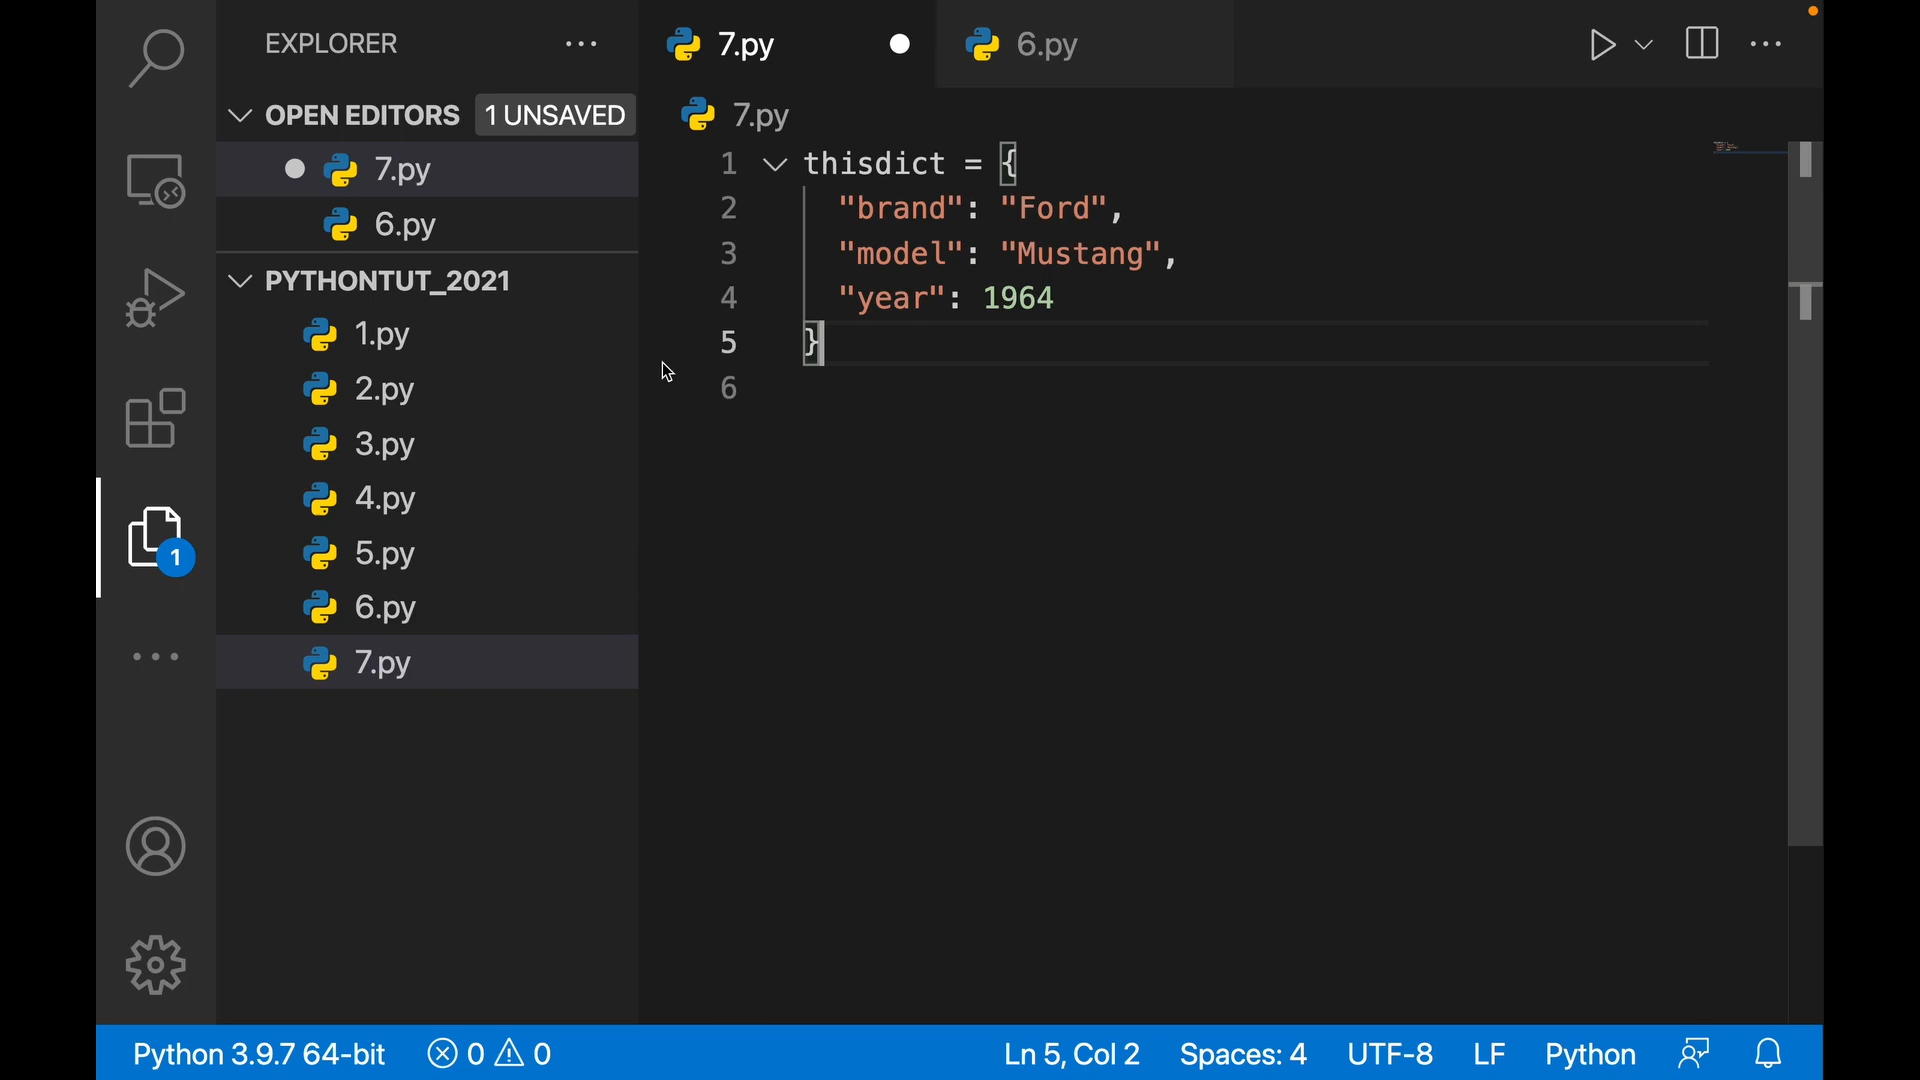 EXPLORER
OPEN EDITORS 1 UNSAVED
7.py
6.py
PYTHONTUT_2021
1.py
2.py
3.py
4.py
5.py
6.py
7.py
1
7.py 6.py
7.py
1 thisdict = {
2 "brand": "Ford",
3 "model": "Mustang",
4 "year": 1964
5 }
6
Python 3.9.7 64-bit 0 0 Ln 5, Col 2 Spaces: 4 UTF-8 LF Python